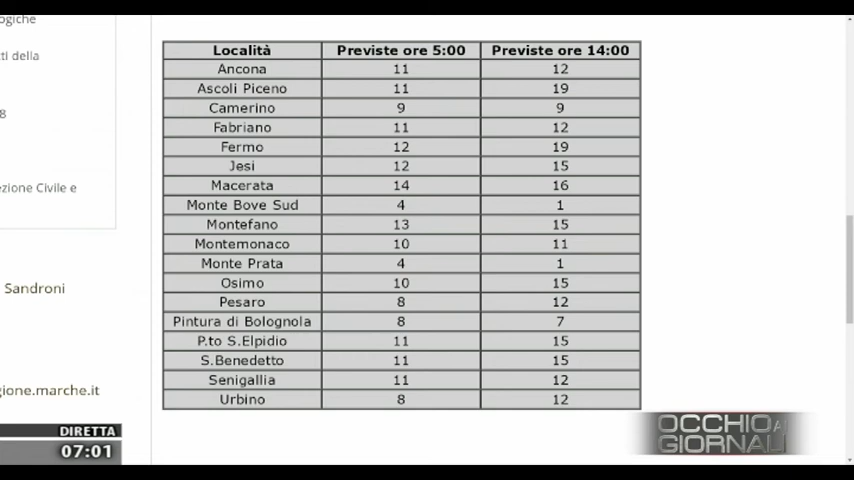 ogiche
ti della
8
ezione Civile e
Sandroni
gione.marche.it
Località Previste ore 5:00 Previste ore 14:00
Ancona 11 12
Ascoli Piceno 11 19
Camerino 9 9
Fabriano 11 12
Fermo 12 19
Jesi 12 15
Macerata 14 16
Monte Bove Sud 4 1
Montefano 13 15
Montemonaco 10 11
Monte Prata 4 1
Osimo 10 15
Pesaro 8 12
Pintura di Bolognola 8 7
P.to S.Elpidio 11 15
S.Benedetto 11 15
Senigallia 11 12
Urbino 8 12
DIRETTA
07:01
OCCHIO AI
GIORNALI